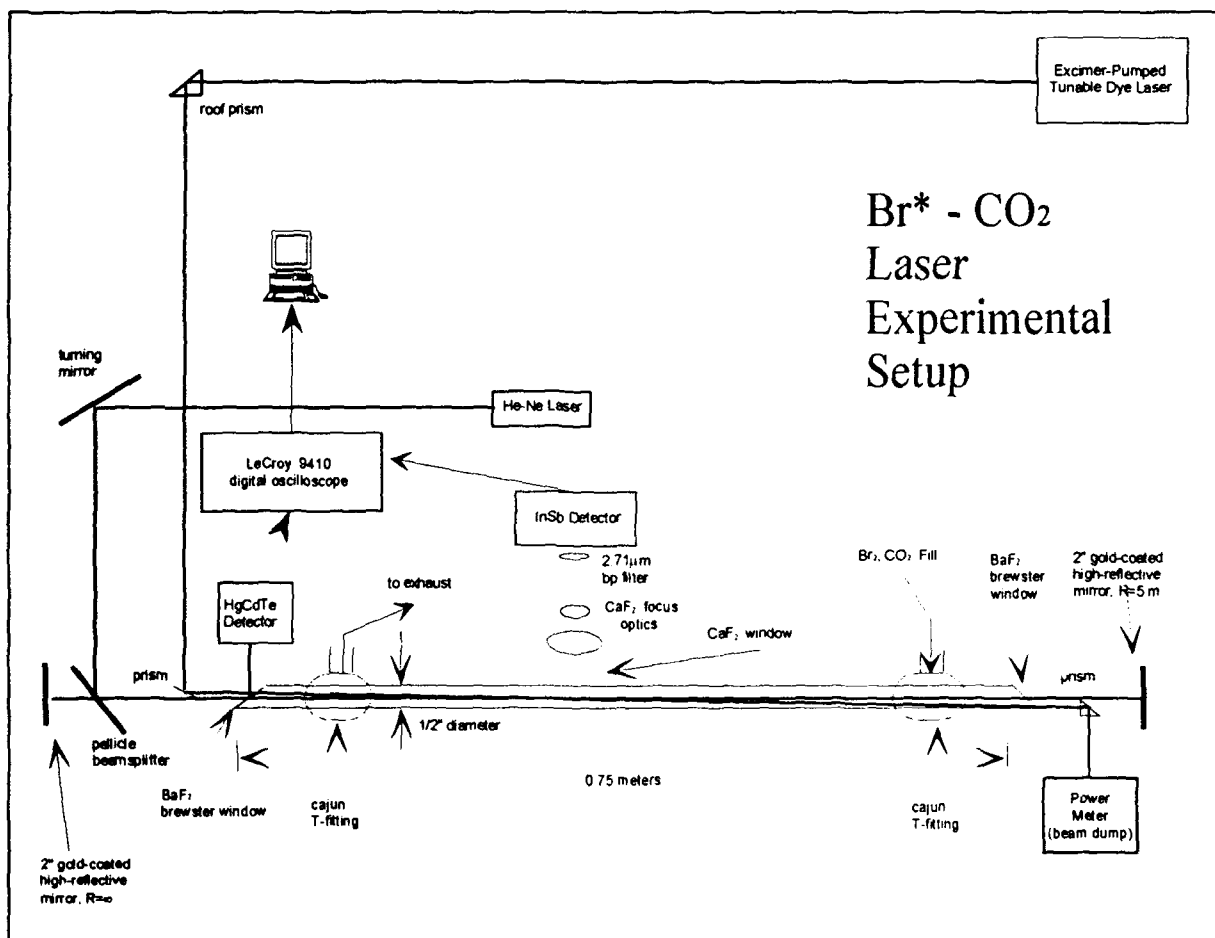 Excimer-Pumped
Tunable Dye Laser
roof prism
Br* - CO2
Laser
Experimental
Setup
turning
mirror
He-Ne Laser
LeCroy 9410
digital oscilloscope
InSb Detector
2.71μm
bp filter
Br2, CO2 Fill
BaF2
brewster
window
2" gold-coated
high-reflective
mirror, R=5 m
to exhaust
HgCdTe
Detector
CaF2 focus
optics
CaF2 window
prism
prism
1/2" diameter
pellicle
beamsplitter
BaF2
brewster window
0.75 meters
cajun
T-fitting
cajun
T-fitting
Power
Meter
(beam dump)
2" gold-coated
high-reflective
mirror, R=∞